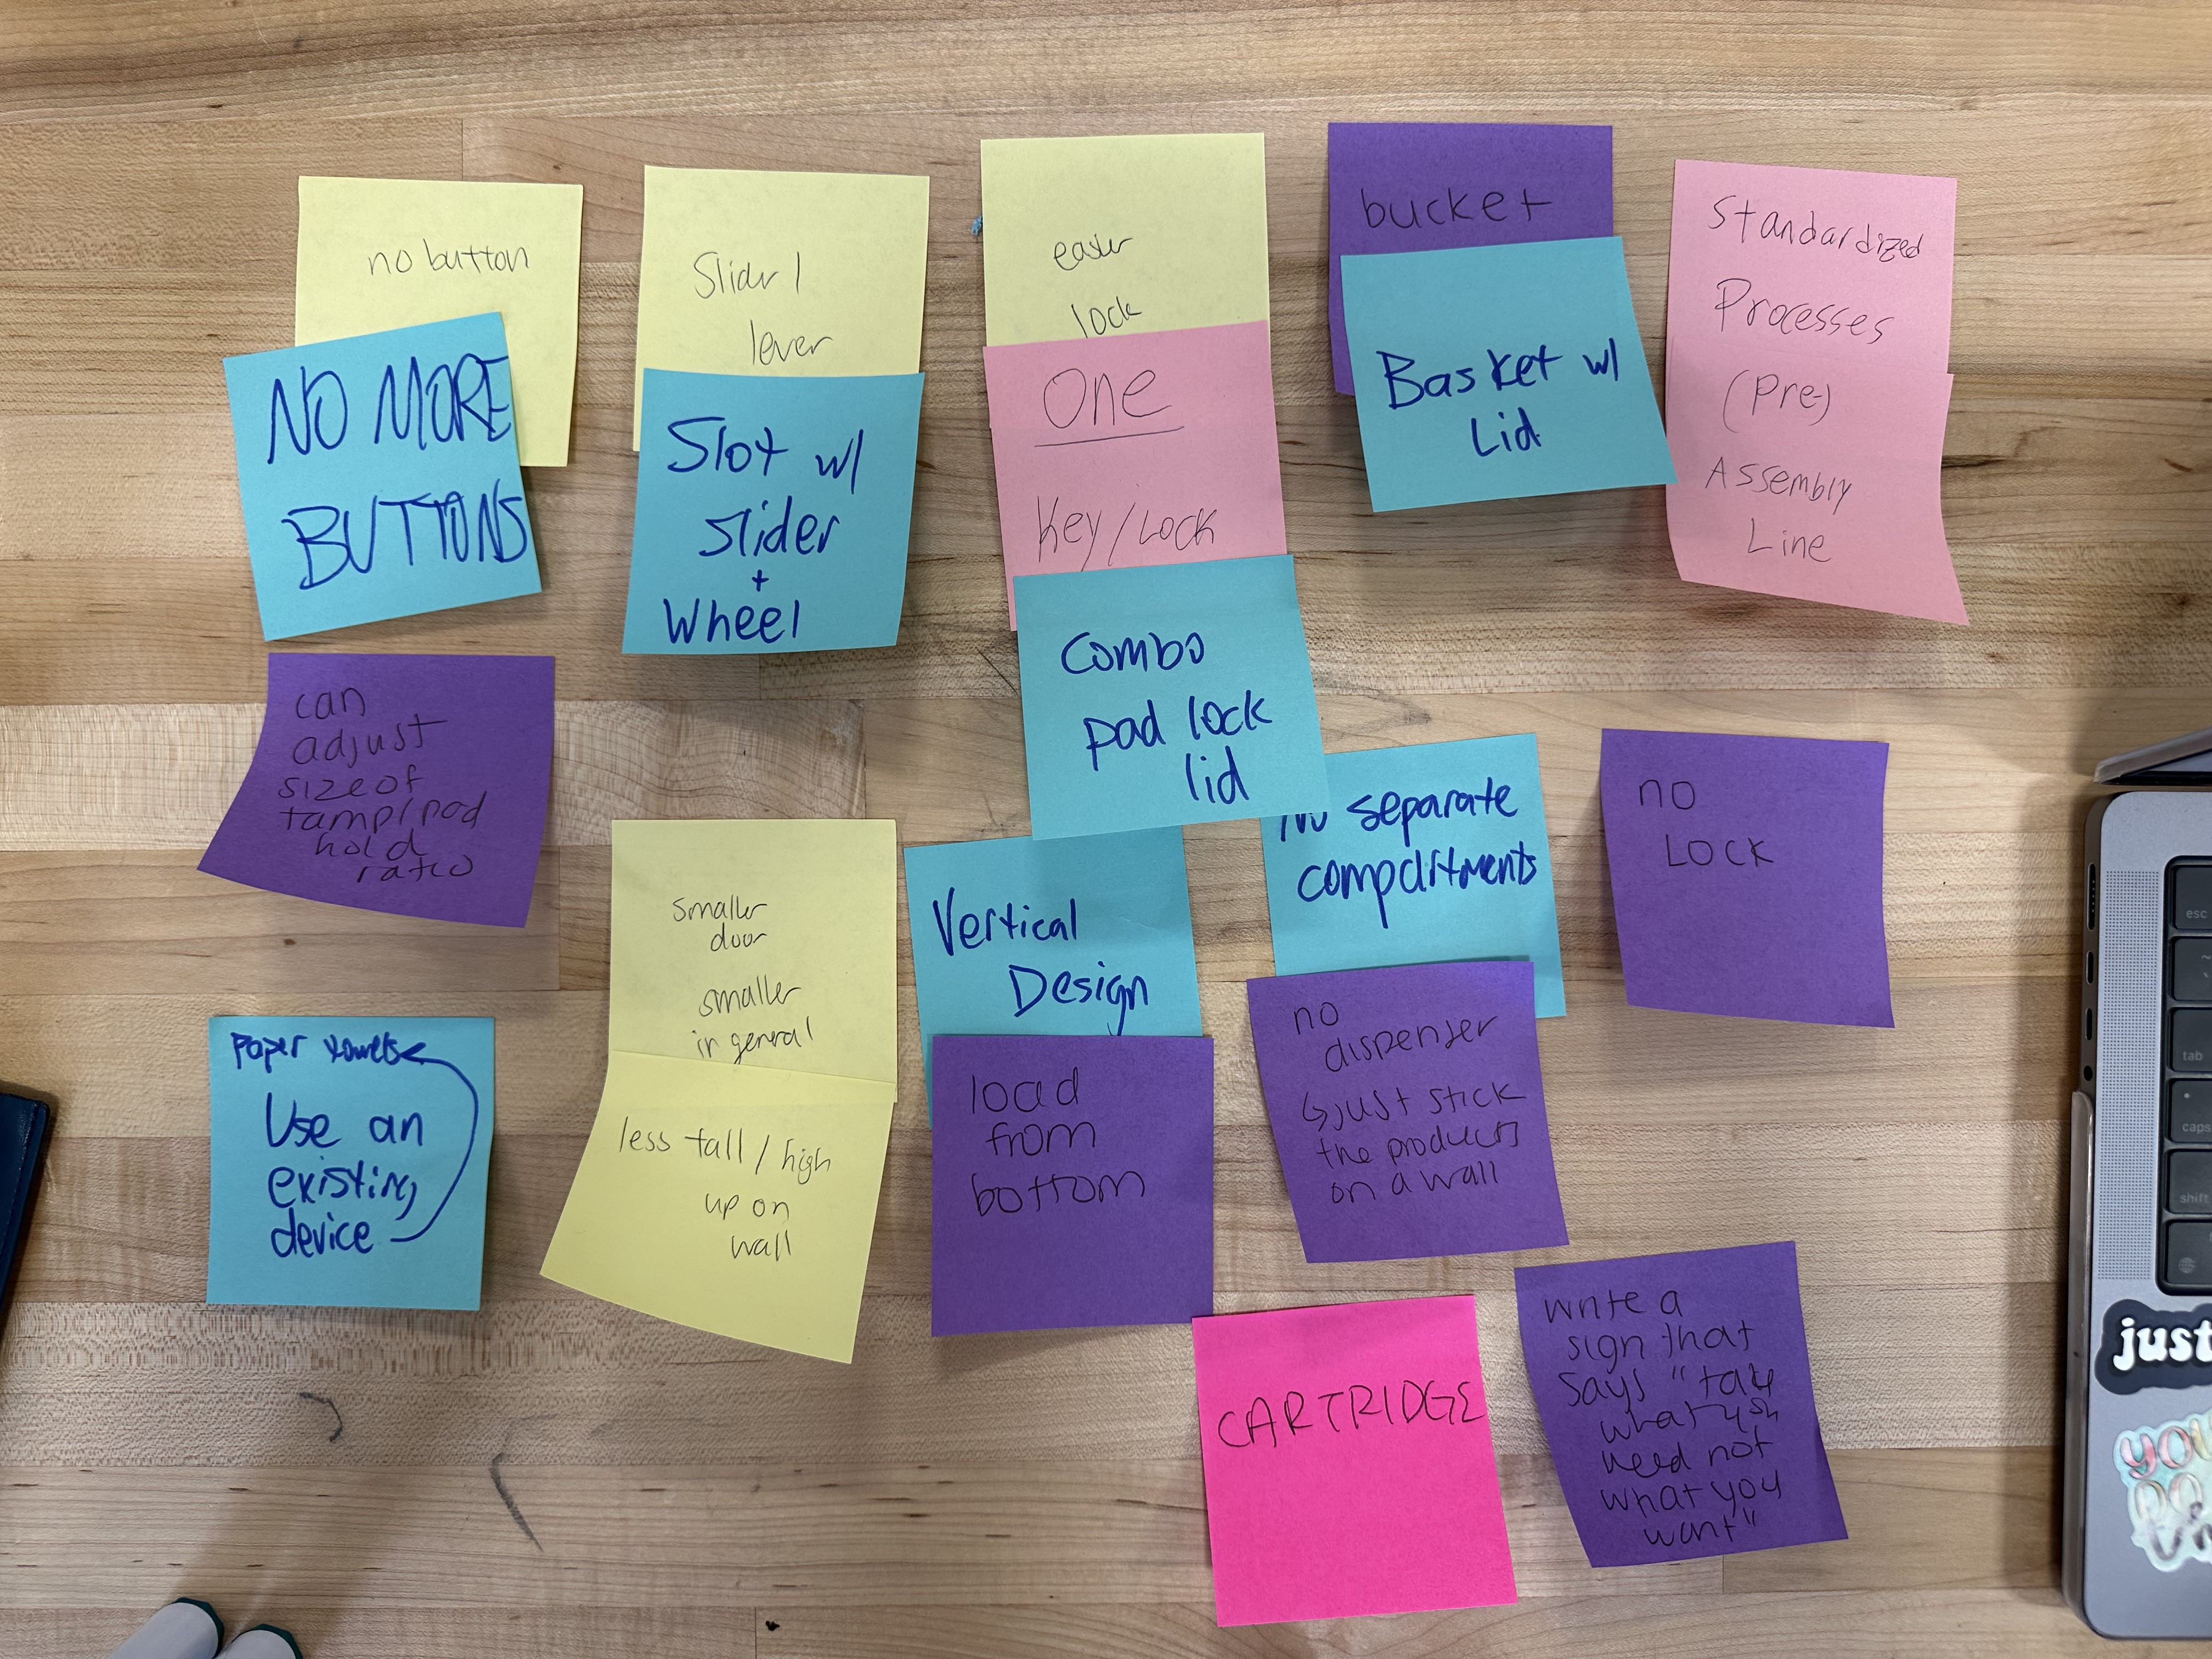 no button
NO MORE
BUTTONS
Slider /
lever
Slot w/
slider
+
Wheel
easier
lock
One
Key/Lock
Combo
pad lock
lid
bucket
Basket w/
Lid
Standardized
Processes
(Pre)
Assembly
Line
can
adjust
size of
tamp/pad
hold
ratio
smaller
door
smaller
in general
less tall / high
up on
wall
Vertical
Design
load
from
bottom
No separate
compartments
no
dispenser
↳ just stick
the products
on a wall
no
LOCK
Paper towels
Use an
existing
device
CARTRIDGE
write a
sign that
says "take
what you
need not
what you
want"
esc
~
tab
caps
shift
just
you